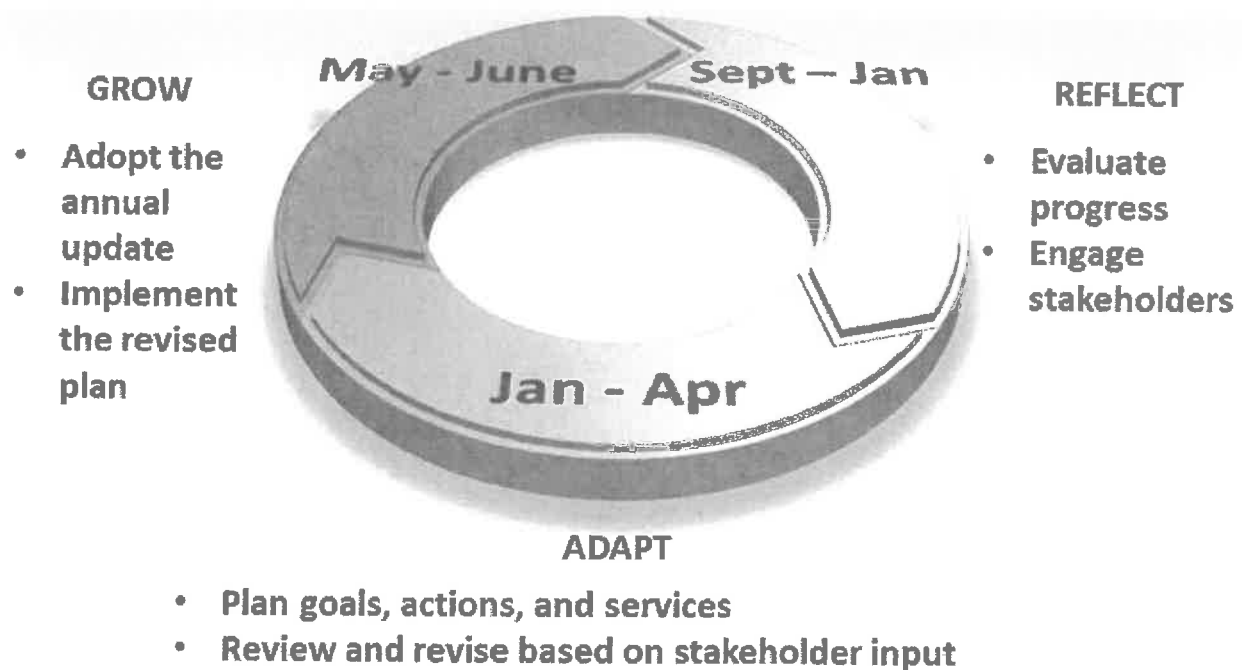 May - June
Sept – Jan
GROW
• Adopt the
annual
update
• Implement
the revised
plan
REFLECT
• Evaluate
progress
• Engage
stakeholders
Jan - Apr
ADAPT
• Plan goals, actions, and services
• Review and revise based on stakeholder input